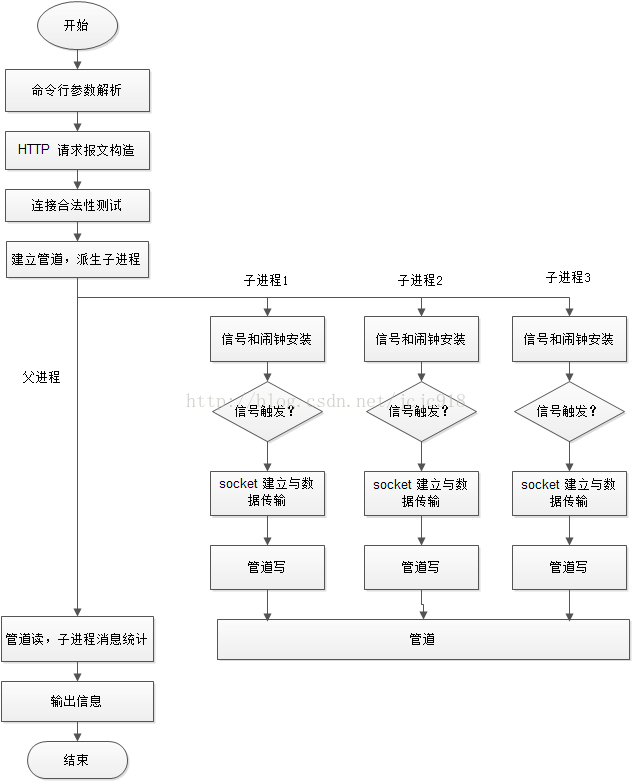 开始
命令行参数解析
HTTP 请求报文构造
连接合法性测试
建立管道，派生子进程
子进程1
子进程2
子进程3
信号和闹钟安装
信号和闹钟安装
信号和闹钟安装
父进程
http://blog.csdn.net/jcjc918
信号触发？
信号触发？
信号触发？
socket 建立与数
据传输
socket 建立与数
据传输
socket 建立与数
据传输
管道写
管道写
管道写
管道读，子进程消息统计
管道
输出信息
结束